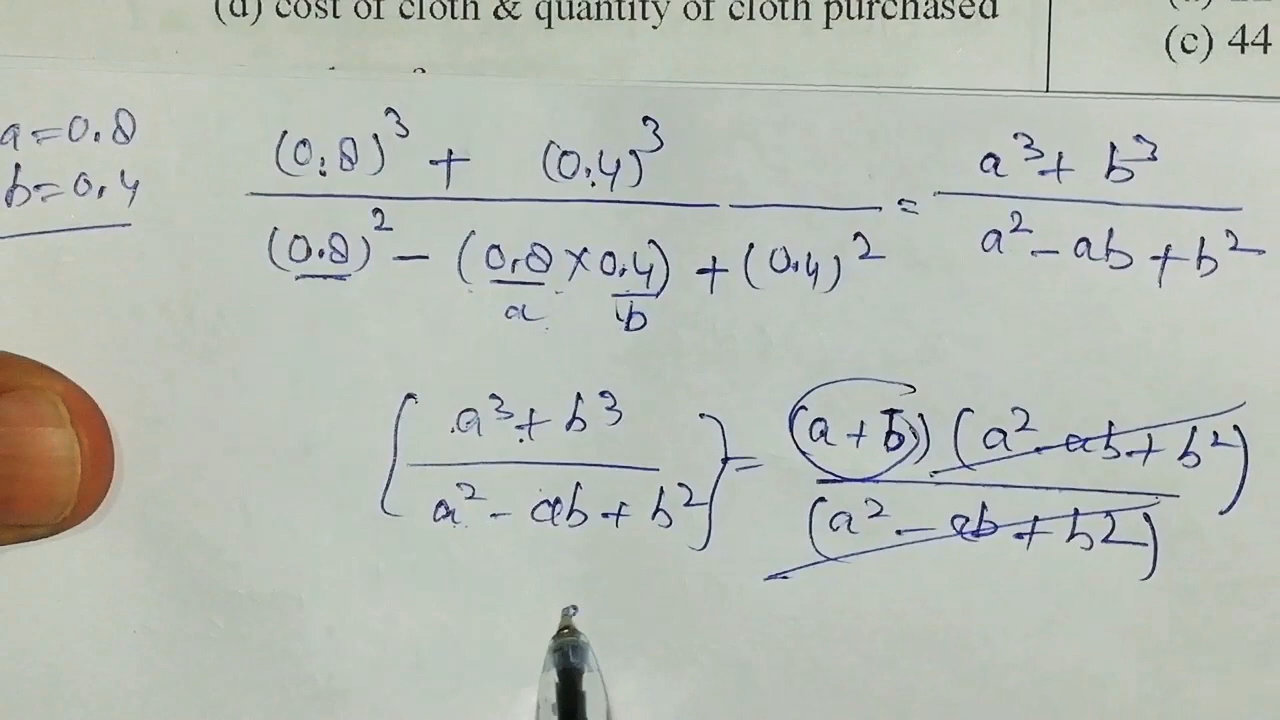 (d) cost of cloth & quantity of cloth purchased
(c) 44
a=0.8
b=0.4
(0.8)³ + (0.4)³ = a³+ b³
(0.8)² - (0.8×0.4) + (0.4)² a² - ab + b²
a b
{ a³ + b³ } = (a+b) (a² - ab + b²)
a² - ab + b² (a² - ab + b2)